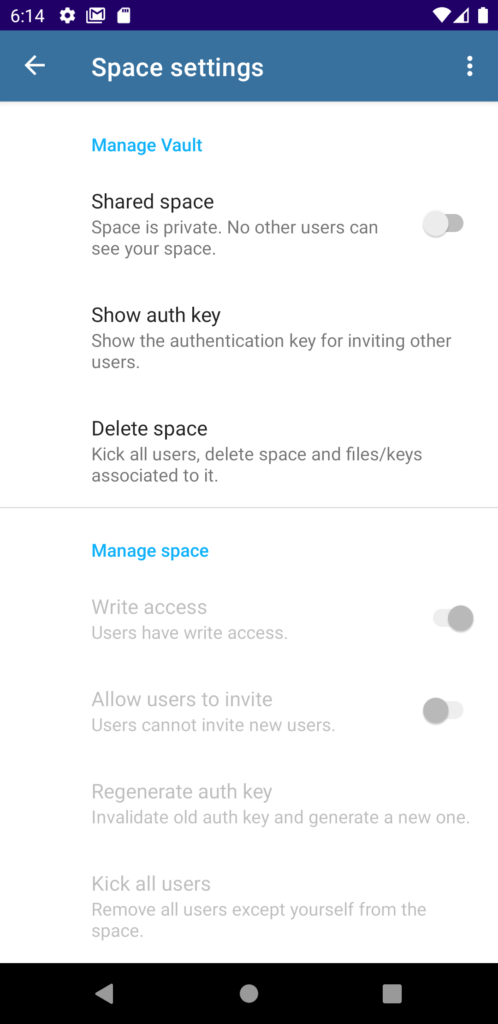 6:14
Space settings
Manage Vault
Shared space
Space is private. No other users can
see your space.
Show auth key
Show the authentication key for inviting other
users.
Delete space
Kick all users, delete space and files/keys
associated to it.
Manage space
Write access
Users have write access.
Allow users to invite
Users cannot invite new users.
Regenerate auth key
Invalidate old auth key and generate a new one.
Kick all users
Remove all users except yourself from the
space.